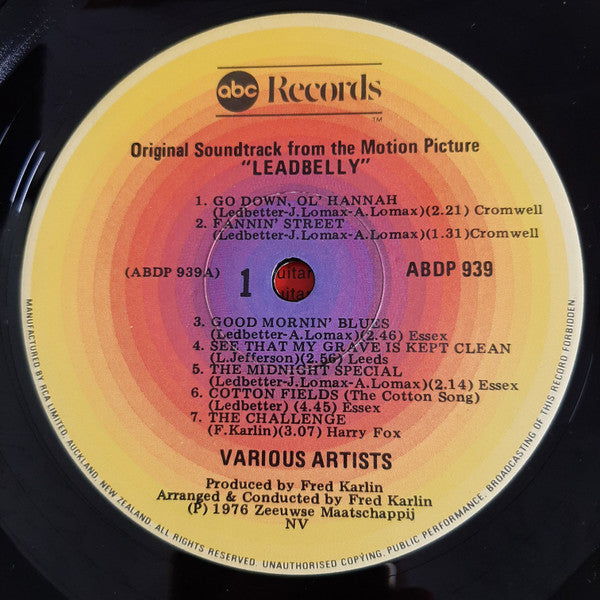 abc Records
TM
Original Soundtrack from the Motion Picture
"LEADBELLY"
1. GO DOWN, OL' HANNAH
(Ledbetter-J.Lomax-A.Lomax)(2.21) Cromwell
2. FANNIN' STREET
(Ledbetter-J.Lomax-A.Lomax)(1.31)Cromwell
(ABDP 939A)
1
uitar
uitar
ABDP 939
3. GOOD MORNIN' BLUES
(Ledbetter-A.Lomax)(2.46) Essex
4. SEE THAT MY GRAVE IS KEPT CLEAN
(L.Jefferson)(2.56) Leeds
5. THE MIDNIGHT SPECIAL
(Ledbetter-J.Lomax-A.Lomax)(2.14) Essex
6. COTTON FIELDS (The Cotton Song)
(Ledbetter) (4.45) Essex
7. THE CHALLENGE
(F.Karlin)(3.07) Harry Fox
VARIOUS ARTISTS
Produced by Fred Karlin
Arranged & Conducted by Fred Karlin
(P) 1976 Zeeuwse Maatschappij
NV
MANUFACTURED BY RCA LIMITED, AUCKLAND, NEW ZEALAND. ALL RIGHTS RESERVED. UNAUTHORISED COPYING, PUBLIC PERFORMANCE, BROADCASTING OF THIS RECORD FORBIDDEN